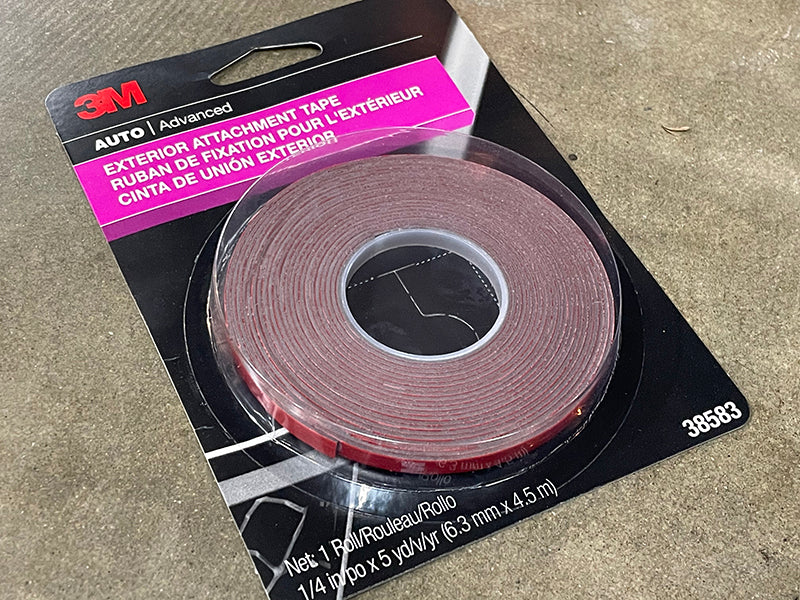 3M
AUTO | Advanced
EXTERIOR ATTACHMENT TAPE
RUBAN DE FIXATION POUR L'EXTÉRIEUR
CINTA DE UNIÓN EXTERIOR
38583
Net: 1 Roll/Rouleau/Rollo
1/4 in/po x 5 yd/v/yr (6.3 mm x 4.5 m)